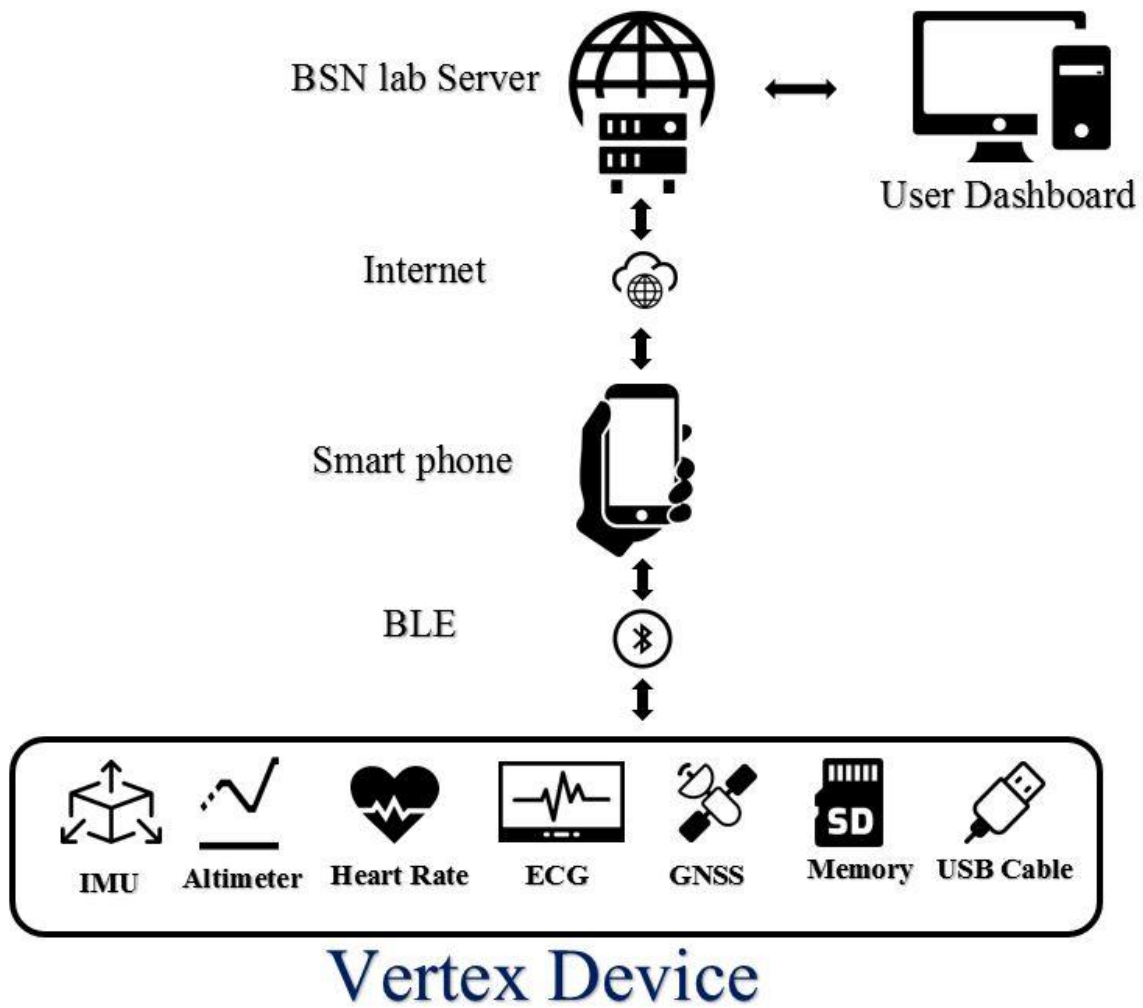 BSN lab Server
User Dashboard
Internet
Smart phone
BLE
SD
IMU
Altimeter
Heart Rate
ECG
GNSS
Memory
USB Cable
Vertex Device